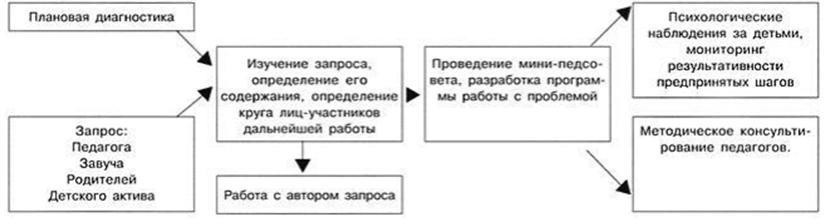 Плановая диагностика
Запрос:
Педагога
Завуча
Родителей
Детского актива
Изучение запроса,
определение его
содержания, определение
круга лиц-участников
дальнейшей работы
Работа с автором запроса
Проведение мини-педсо-
вета, разработка програм-
мы работы с проблемой
Психологические
наблюдения за детьми,
мониторинг
результативности
предпринятых шагов
Методическое консульти-
рование педагогов.